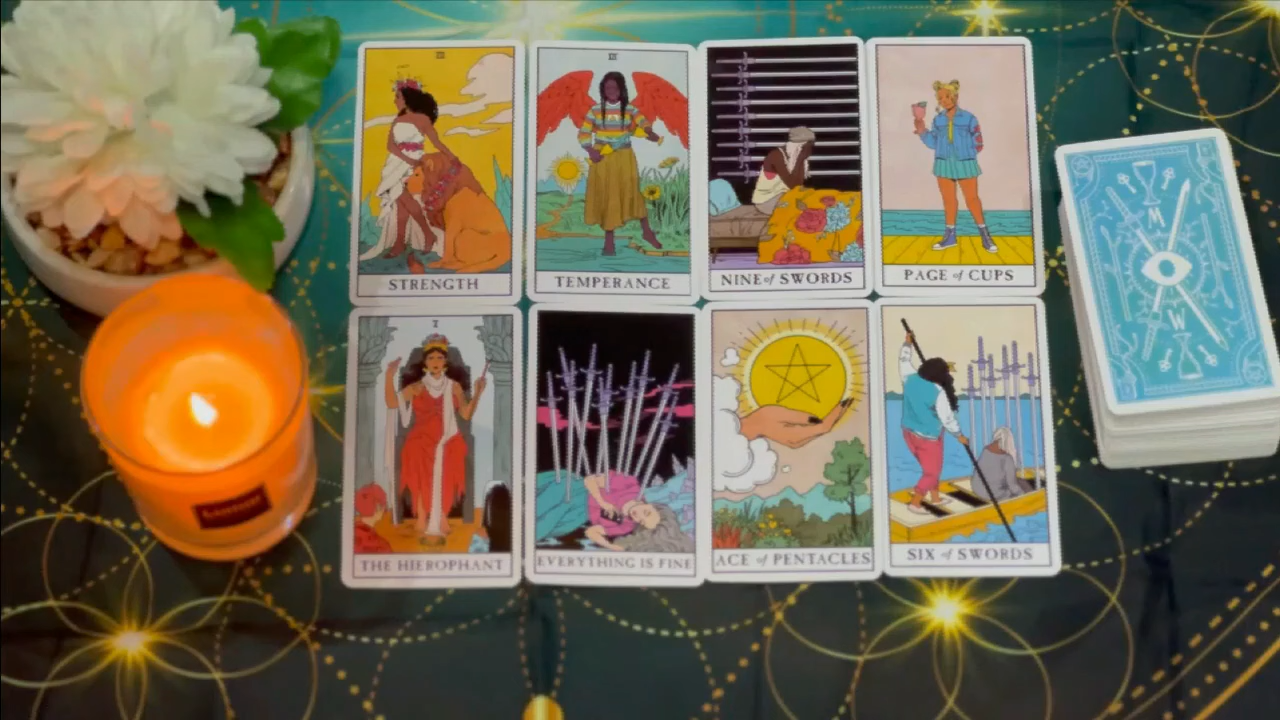 STRENGTH
TEMPERANCE
NINE of SWORDS
PAGE of CUPS
THE HIEROPHANT
EVERYTHING IS FINE
ACE of PENTACLES
SIX of SWORDS
M
W